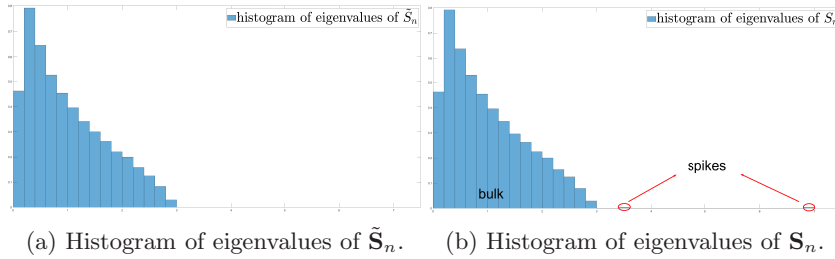 histogram of eigenvalues of S̃ₙ
histogram of eigenvalues of Sₙ
spikes
bulk
(a) Histogram of eigenvalues of S̃ₙ.
(b) Histogram of eigenvalues of Sₙ.